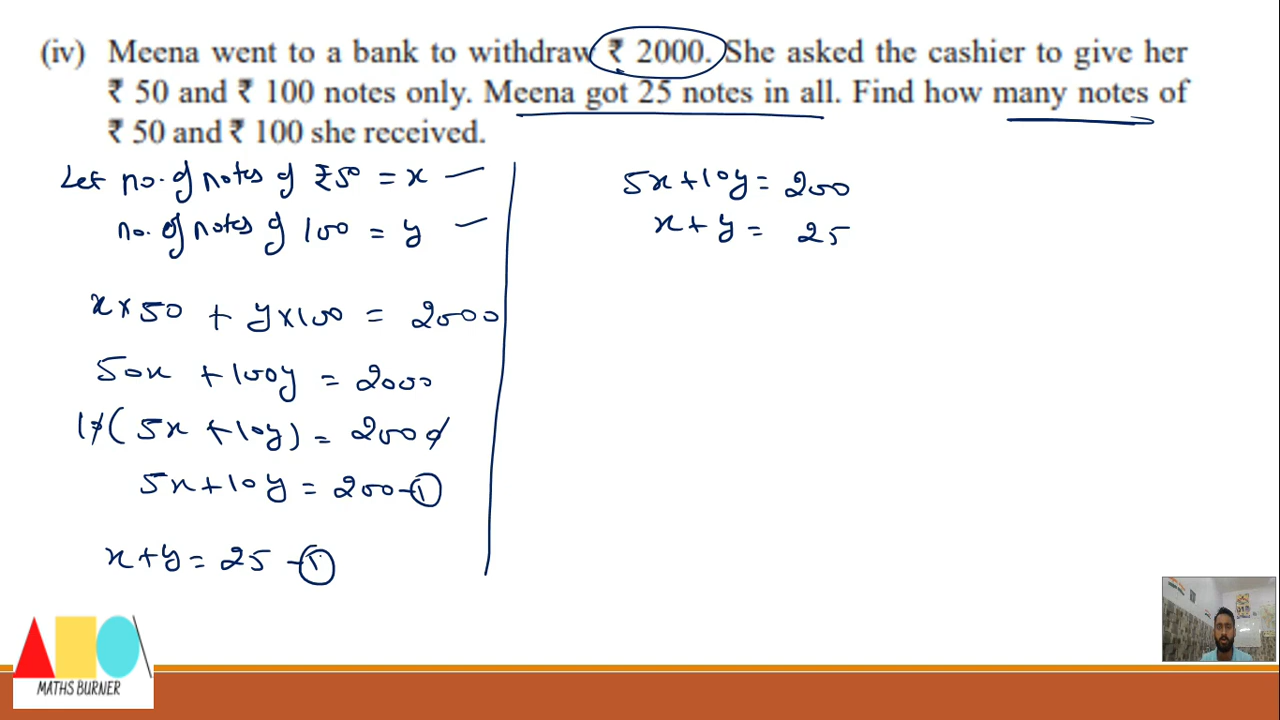 (iv) Meena went to a bank to withdraw ₹ 2000. She asked the cashier to give her
₹ 50 and ₹ 100 notes only. Meena got 25 notes in all. Find how many notes of
₹ 50 and ₹ 100 she received.
Let no. of notes of ₹50 = x
no. of notes of 100 = y
x×50 + y×100 = 2000
50x + 100y = 2000
10(5x + 10y) = 2000
5x+10y = 200 - ①
x+y = 25 - ①
5x+10y = 200
x+y = 25
MATHS BURNER